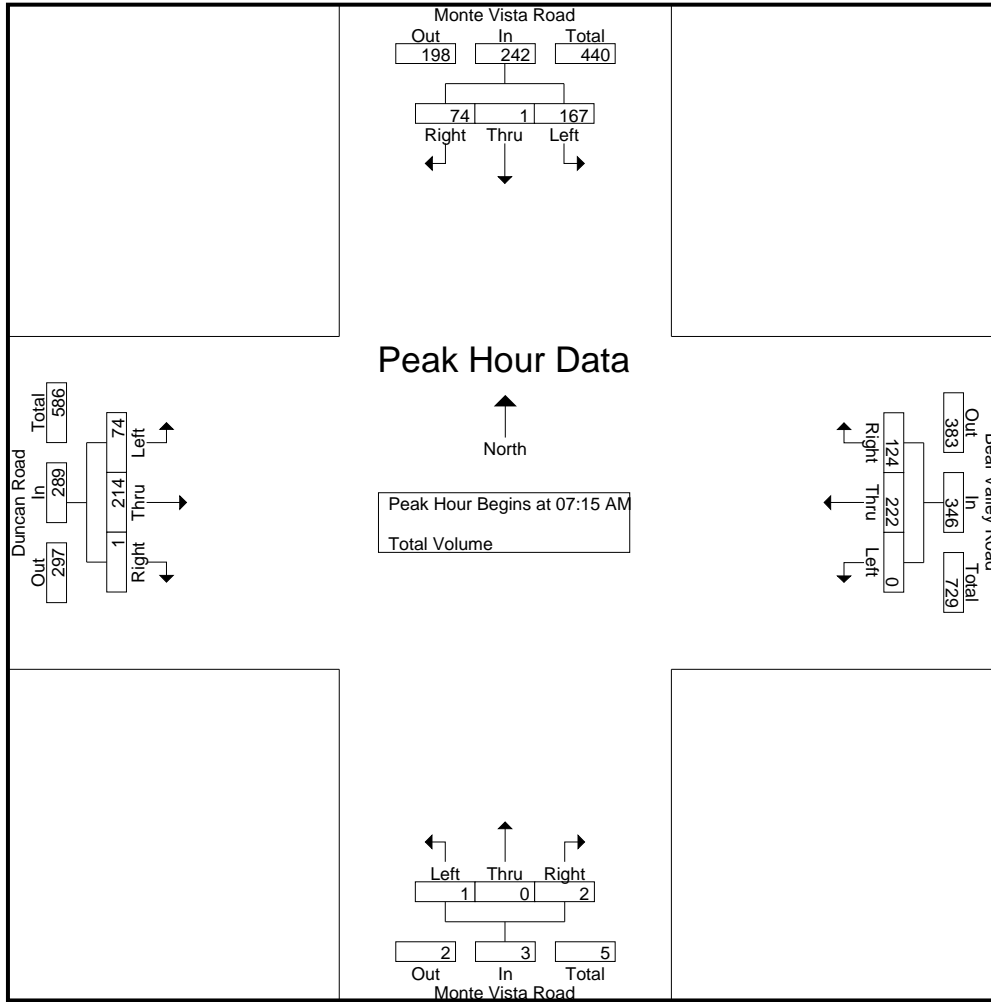 Monte Vista Road
Out In Total
198 242 440
74 1 167
Right Thru Left
Peak Hour Data
North
Peak Hour Begins at 07:15 AM
Total Volume
Duncan Road
Out In Total
297 289 586
Left Thru Right
74 214 1
Bear Valley Road
Out In Total
383 346 729
Right Thru Left
124 222 0
Left Thru Right
1 0 2
2 3 5
Out In Total
Monte Vista Road